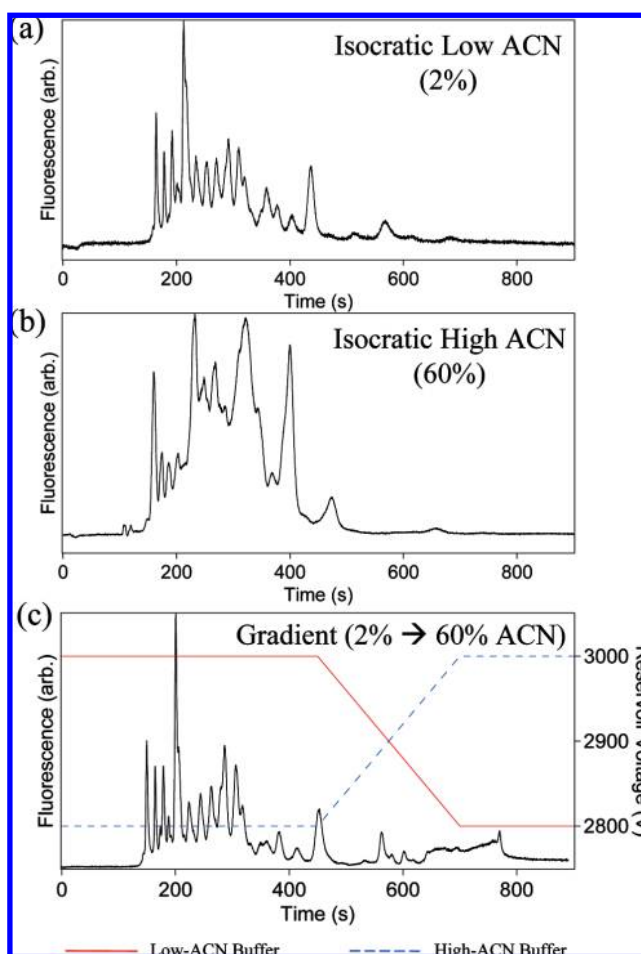 (a)
Isocratic Low ACN
(2%)
Fluorescence (arb.)
0 200 400 600 800
Time (s)
(b)
Isocratic High ACN
(60%)
Fluorescence (arb.)
0 200 400 600 800
Time (s)
(c)
Gradient (2% → 60% ACN)
Fluorescence (arb.)
3000
2900
2800
Reservoir Voltage (V)
0 200 400 600 800
Time (s)
Low-ACN Buffer High-ACN Buffer